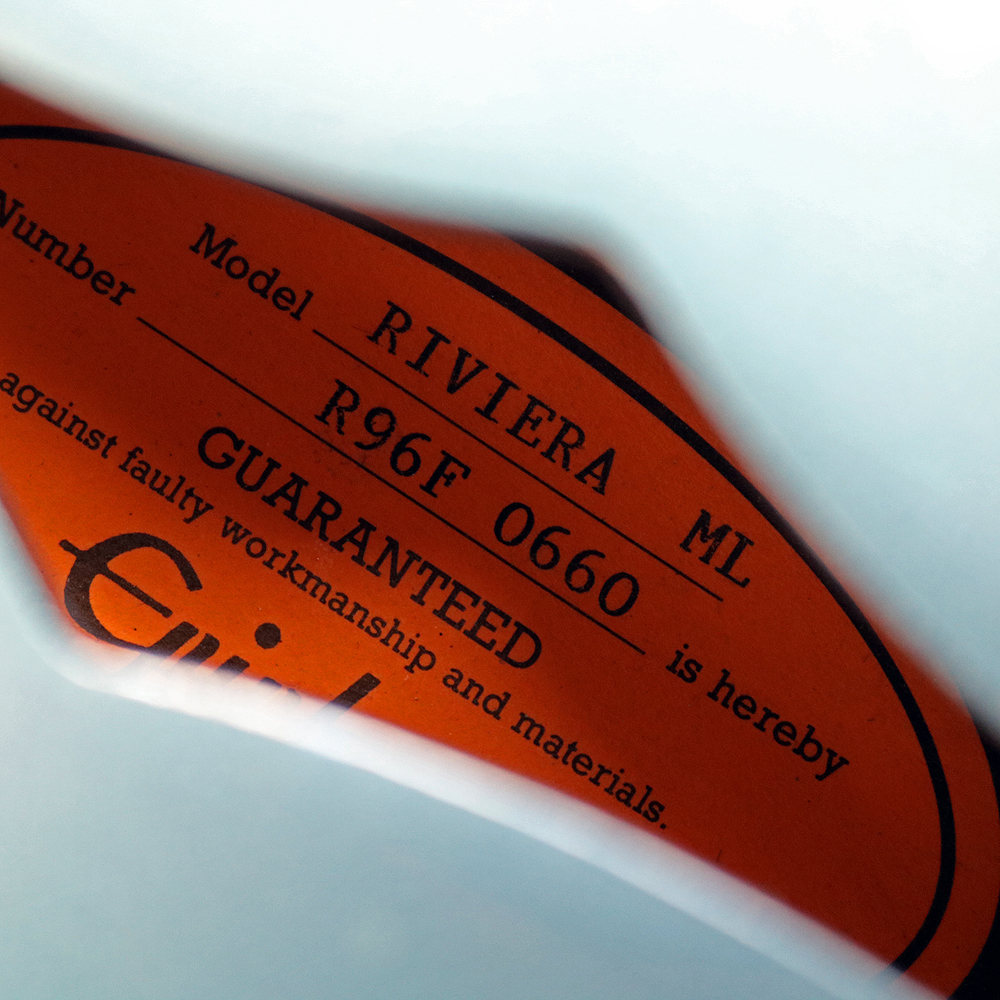 Model RIVIERA ML
Number R96F 0660 is hereby
GUARANTEED
against faulty workmanship and materials.